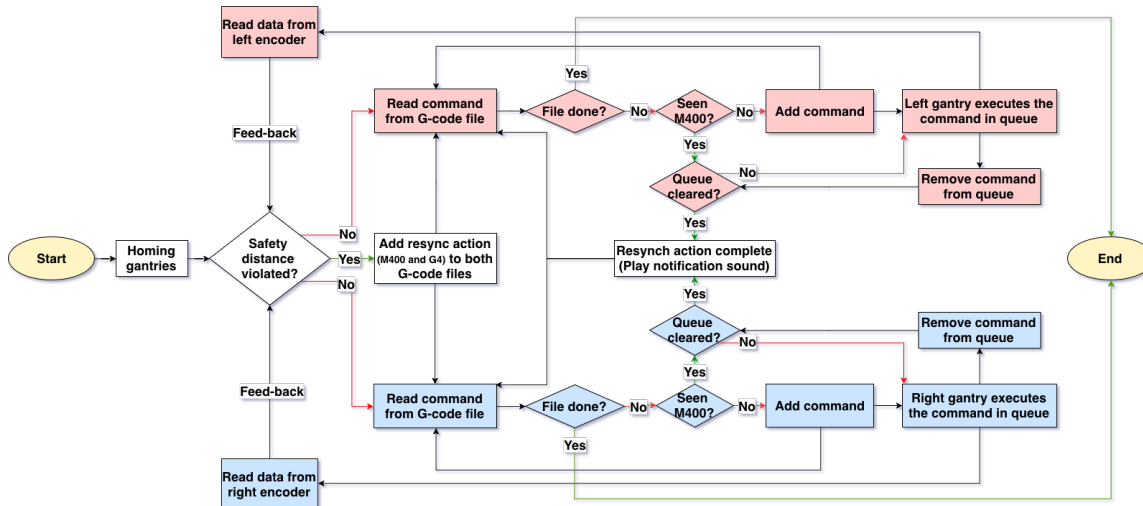 Read data from
left encoder
Yes
Read command
from G-code file
File done?
No
Seen
M400?
No
Add command
Left gantry executes the
command in queue
Feed-back
Yes
No
Queue
cleared?
Remove command
from queue
No
Yes
Start
Homing
gantries
Safety
distance
violated?
Yes
Add resync action
(M400 and G4) to both
G-code files
Resynch action complete
(Play notification sound)
End
No
Yes
Queue
cleared?
No
Remove command
from queue
Yes
Feed-back
Read command
from G-code file
File done?
No
Seen
M400?
No
Add command
Right gantry executes
the command in queue
Yes
Read data from
right encoder